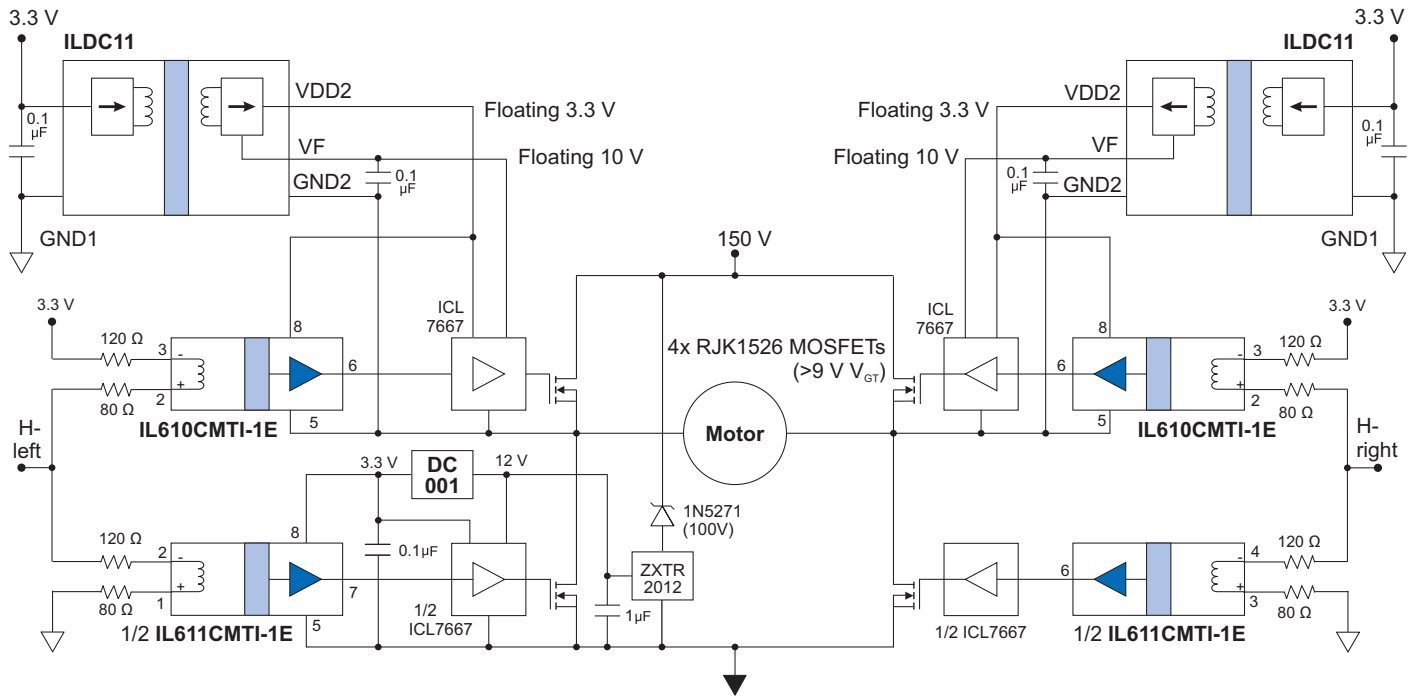 3.3 V
3.3 V
ILDC11
ILDC11
VDD2
Floating 3.3 V
Floating 3.3 V
VDD2
0.1
µF
0.1
µF
VF
Floating 10 V
Floating 10 V
VF
GND2
0.1
µF
0.1
µF
GND2
GND1
GND1
150 V
3.3 V
8
ICL
7667
ICL
7667
8
3.3 V
120 Ω
3
-
6
4x RJK1526 MOSFETs
(>9 V VGT)
6
-
3
120 Ω
+
2
80 Ω
5
+
2
80 Ω
5
H-
left
IL610CMTI-1E
Motor
IL610CMTI-1E
H-
right
3.3 V
DC
001
12 V
8
1N5271
(100V)
120 Ω
2
-
0.1µF
ZXTR
2012
6
-
4
120 Ω
+
1
80 Ω
7
5
1/2
ICL7667
1µF
+
3
80 Ω
1/2 IL611CMTI-1E
1/2 ICL7667
1/2 IL611CMTI-1E